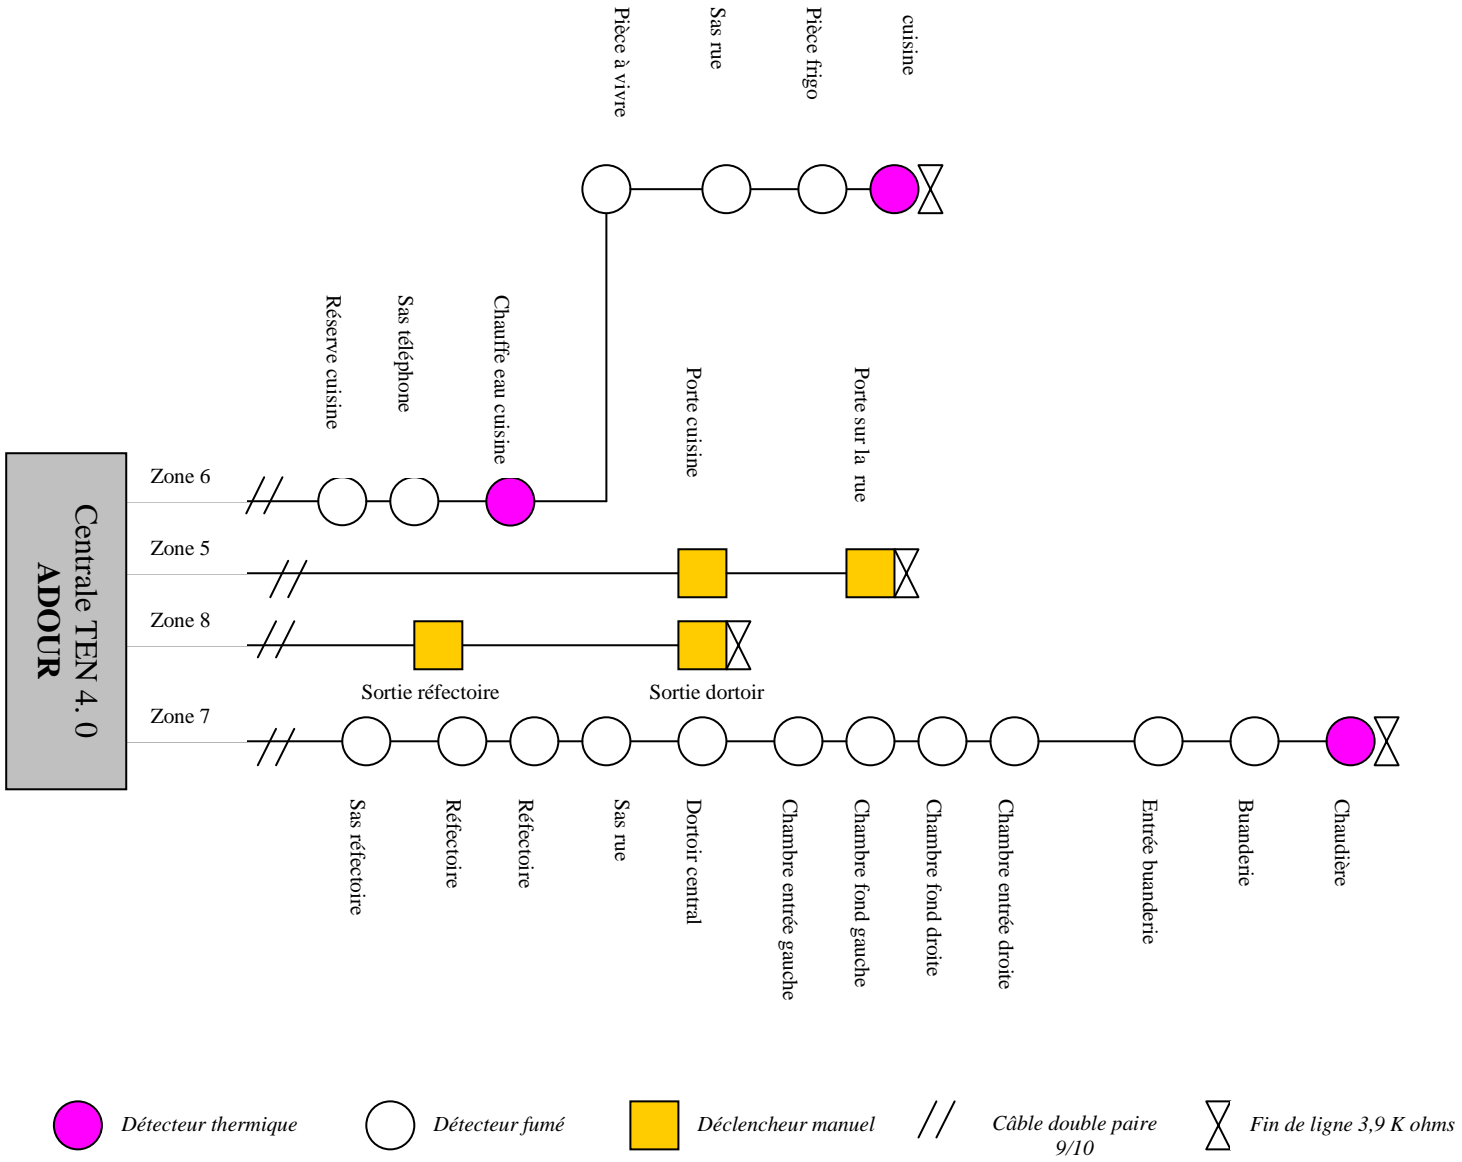 Pièce à vivre
Sas rue
Pièce frigo
cuisine
Réserve cuisine
Sas téléphone
Chauffe eau cuisine
Porte cuisine
Porte sur la rue
Centrale TEN 4. 0
ADOUR
Zone 6
Zone 5
Zone 8
Sortie réfectoire
Sortie dortoir
Zone 7
Sas réfectoire
Réfectoire
Réfectoire
Sas rue
Dortoir central
Chambre entrée gauche
Chambre fond gauche
Chambre fond droite
Chambre entrée droite
Entrée buanderie
Buanderie
Chaudière
Détecteur thermique
Détecteur fumé
Déclencheur manuel
Câble double paire
9/10
Fin de ligne 3,9 K ohms